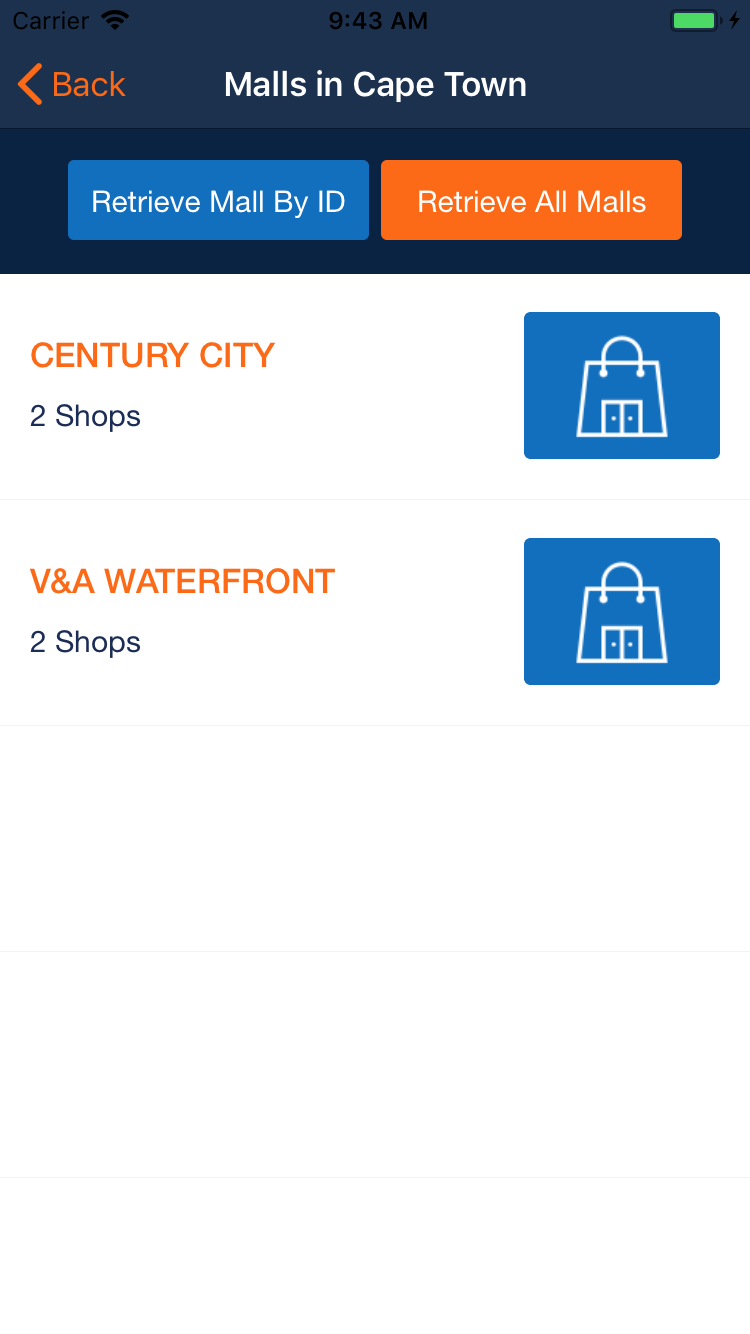 Carrier 9:43 AM
Back Malls in Cape Town
Retrieve Mall By ID Retrieve All Malls
CENTURY CITY
2 Shops
V&A WATERFRONT
2 Shops